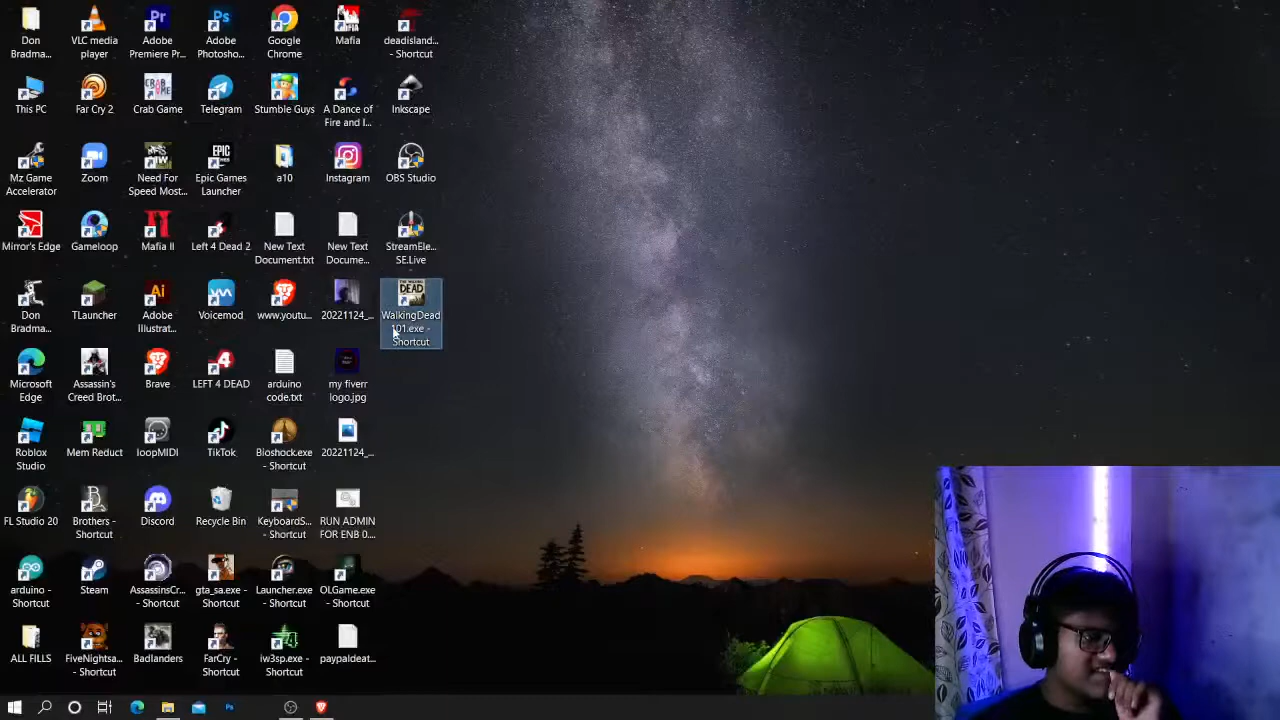 Don
Bradma...
VLC media
player
Adobe
Premiere Pr...
Adobe
Photosho...
Google
Chrome
Mafia
deadisland...
- Shortcut
This PC
Far Cry 2
Crab Game
Telegram
Stumble Guys
A Dance of
Fire and I...
Inkscape
Mz Game
Accelerator
Zoom
Need For
Speed Most...
Epic Games
Launcher
a10
Instagram
OBS Studio
Mirror's Edge
Gameloop
Mafia II
Left 4 Dead 2
New Text
Document.txt
New Text
Docume...
StreamEle...
SE.Live
Don
Bradma...
TLauncher
Adobe
Illustrat...
Voicemod
www.youtu...
20221124_...
WalkingDead
101.exe -
Shortcut
Microsoft
Edge
Assassin's
Creed Brot...
Brave
LEFT 4 DEAD
arduino
code.txt
my fiverr
logo.jpg
Roblox
Studio
Mem Reduct
loopMIDI
TikTok
Bioshock.exe
- Shortcut
20221124_...
FL Studio 20
Brothers -
Shortcut
Discord
Recycle Bin
KeyboardS...
- Shortcut
RUN ADMIN
FOR ENB 0....
arduino -
Shortcut
Steam
AssassinsCr...
- Shortcut
gta_sa.exe -
Shortcut
Launcher.exe
- Shortcut
OLGame.exe
- Shortcut
ALL FILLS
FiveNightsa...
- Shortcut
Badlanders
FarCry -
Shortcut
iw3sp.exe -
Shortcut
paypaldeat...